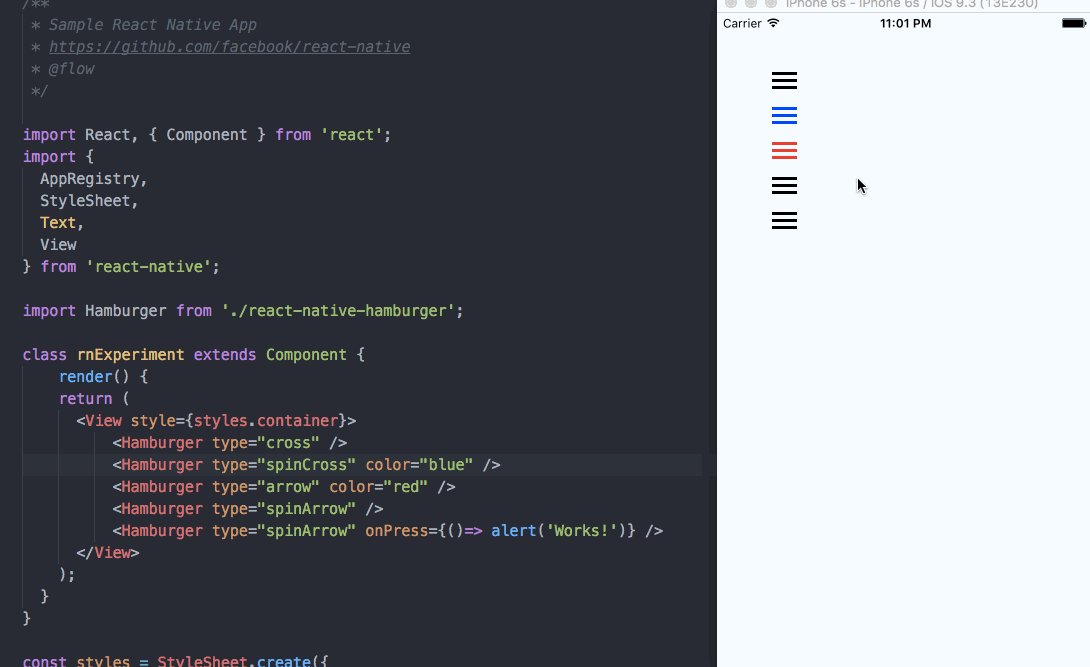 /**
* Sample React Native App
* https://github.com/facebook/react-native
* @flow
*/
import React, { Component } from 'react';
import {
AppRegistry,
StyleSheet,
Text,
View
} from 'react-native';
import Hamburger from './react-native-hamburger';
class rnExperiment extends Component {
render() {
return (
<View style={styles.container}>
<Hamburger type="cross" />
<Hamburger type="spinCross" color="blue" />
<Hamburger type="arrow" color="red" />
<Hamburger type="spinArrow" />
<Hamburger type="spinArrow" onPress={()=> alert('Works!')} />
</View>
);
}
}
const styles = StyleSheet.create({
iPhone 6s - iPhone 6s / iOS 9.3 (13E230)
Carrier 11:01 PM